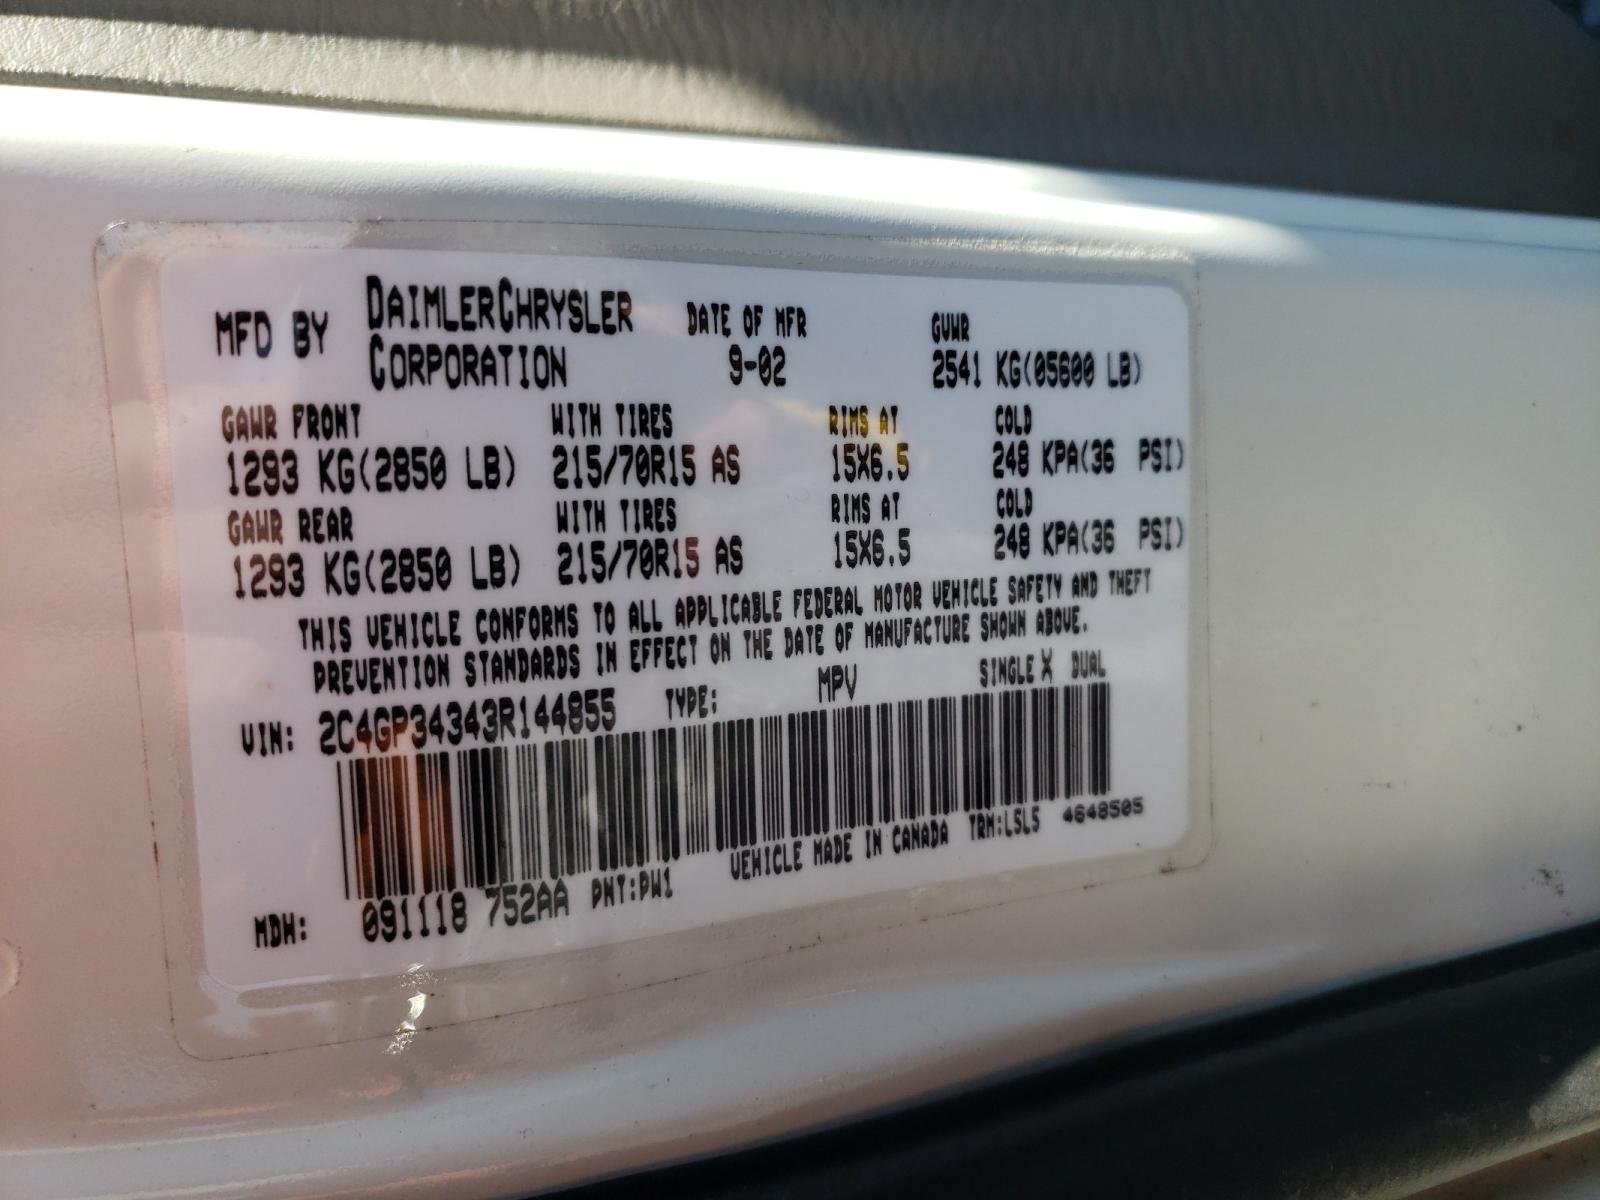 MFD BY DAIMLERCHRYSLER CORPORATION DATE OF MFR 9-02 GVWR 2541 KG(05600 LB)
GAWR FRONT WITH TIRES RIMS AT COLD
1293 KG(2850 LB) 215/70R15 AS 15X6.5 248 KPA(36 PSI)
GAWR REAR WITH TIRES RIMS AT COLD
1293 KG(2850 LB) 215/70R15 AS 15X6.5 248 KPA(36 PSI)
THIS VEHICLE CONFORMS TO ALL APPLICABLE FEDERAL MOTOR VEHICLE SAFETY AND THEFT
PREVENTION STANDARDS IN EFFECT ON THE DATE OF MANUFACTURE SHOWN ABOVE.
VIN: 2C4GP34343R144855 TYPE: MPV SINGLE X DUAL
MDH: 091118 752AA PNT:PW1 VEHICLE MADE IN CANADA TRM:L5L5 4648505